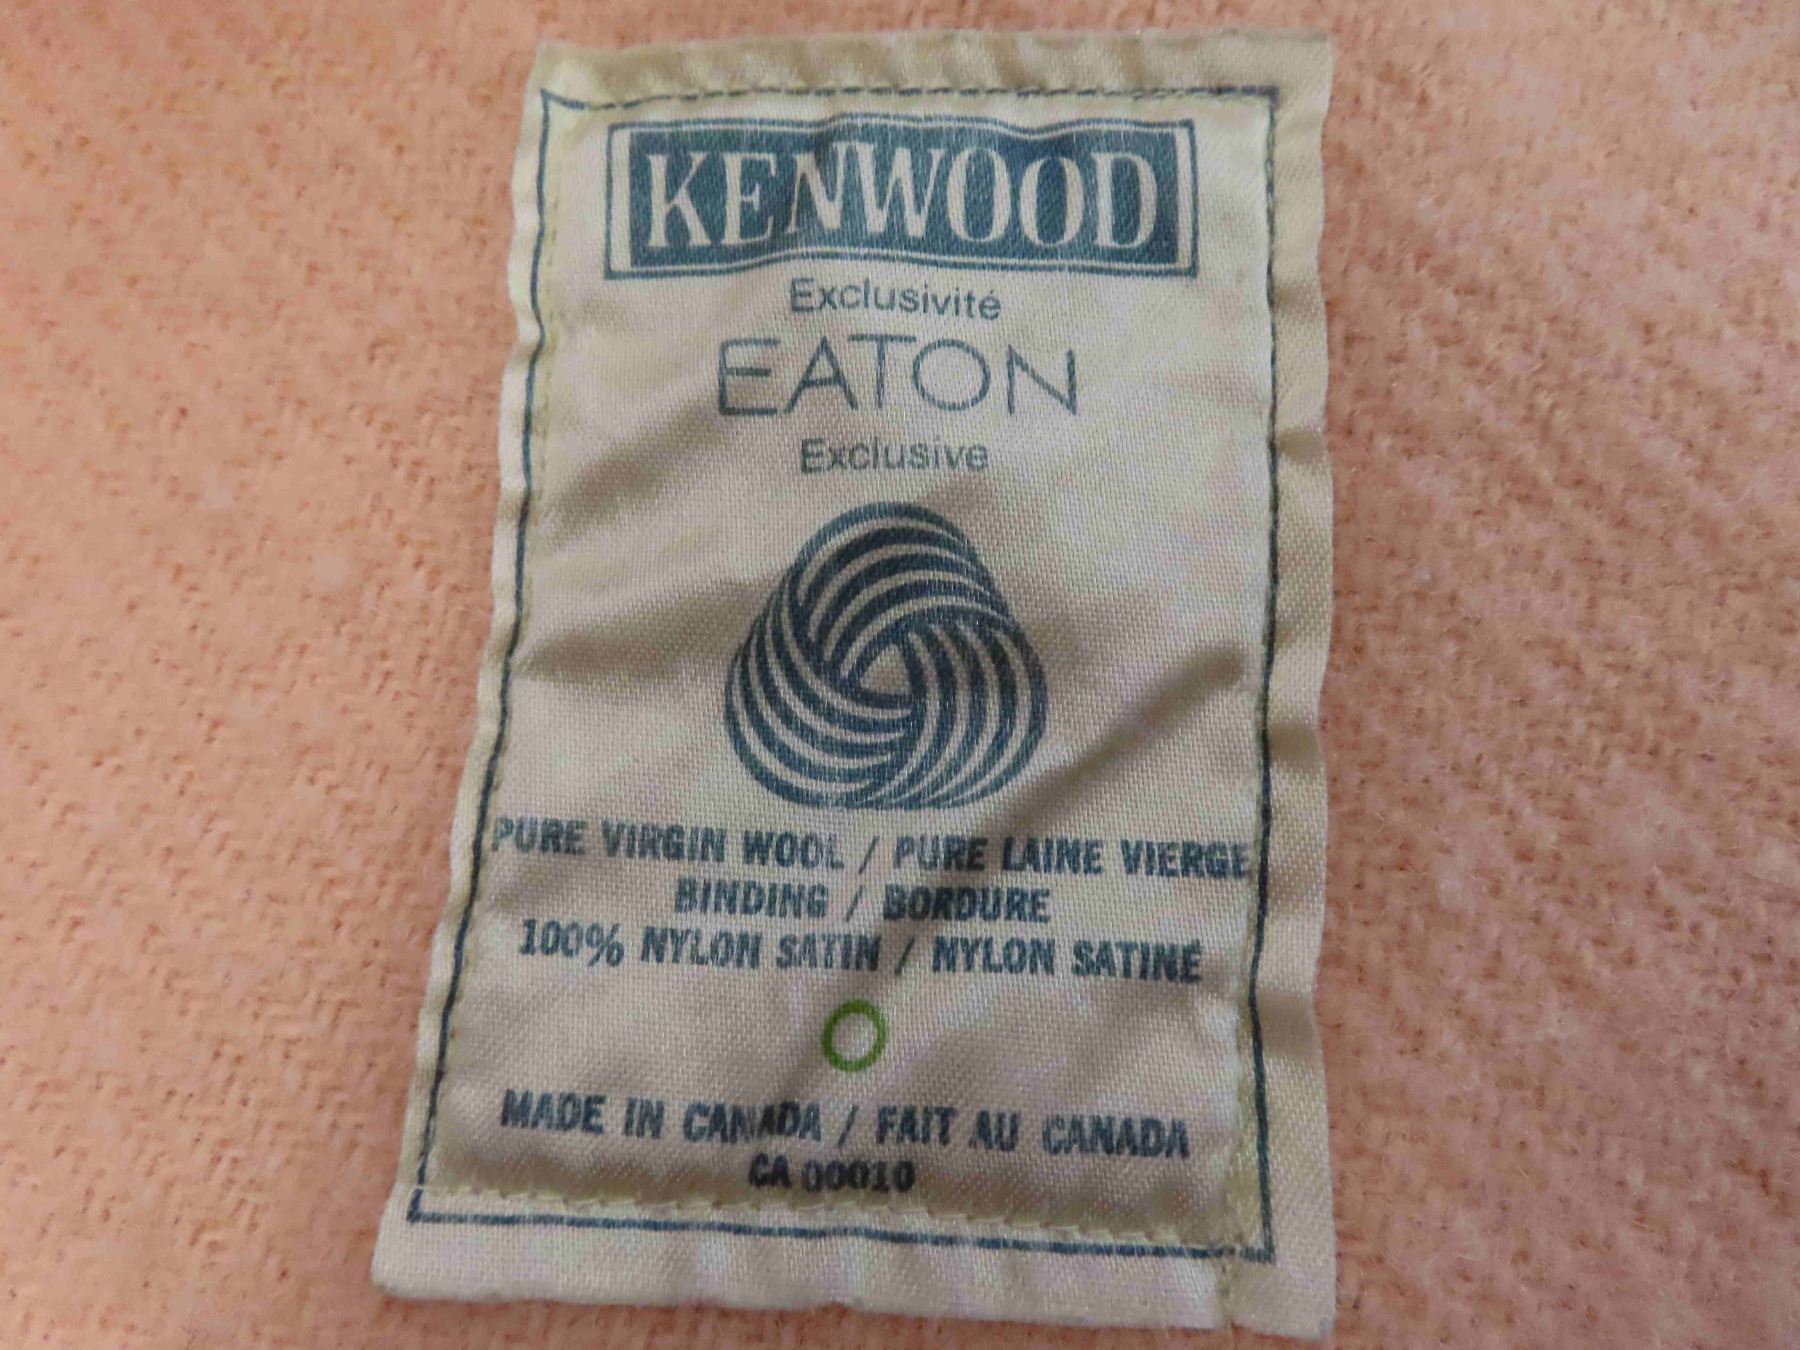 KENWOOD
Exclusivité
EATON
Exclusive
PURE VIRGIN WOOL / PURE LAINE VIERGE
BINDING / BORDURE
100% NYLON SATIN / NYLON SATINÉ
MADE IN CANADA / FAIT AU CANADA
CA 00010